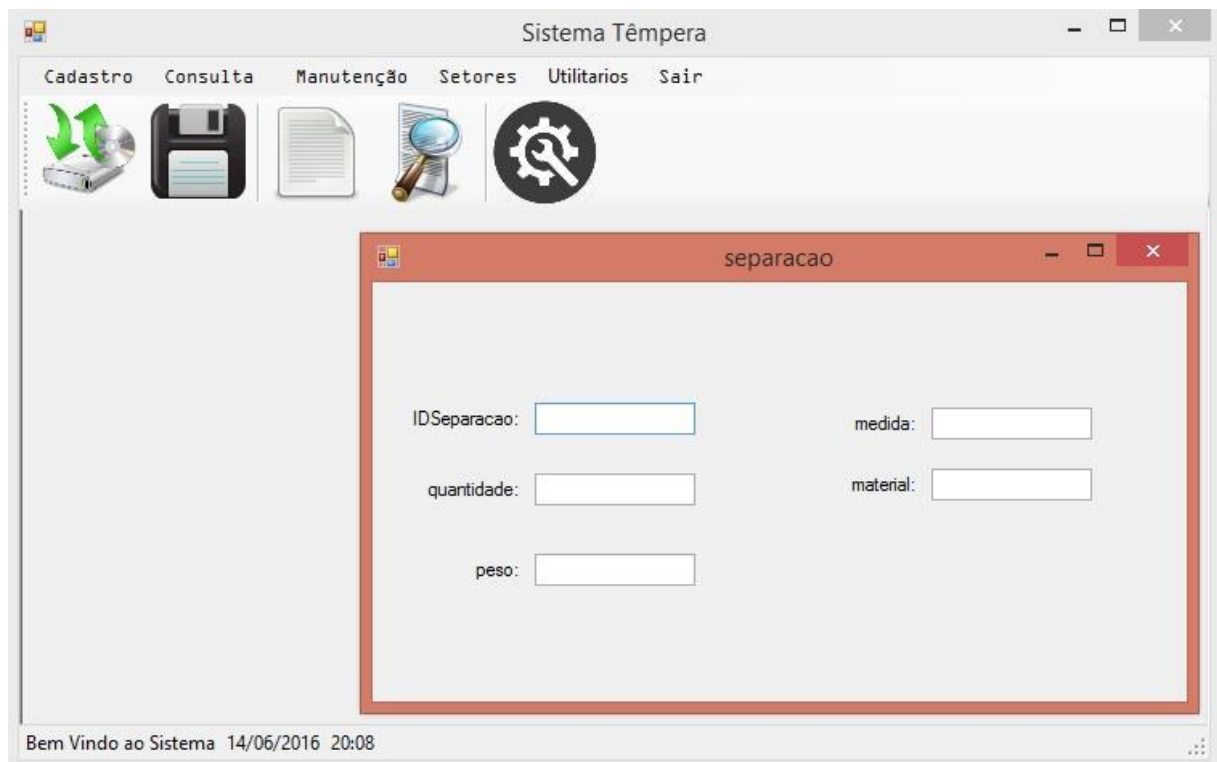 Sistema Têmpera
Cadastro Consulta Manutenção Setores Utilitarios Sair
separacao
IDSeparacao:
medida:
quantidade:
material:
peso:
Bem Vindo ao Sistema 14/06/2016 20:08